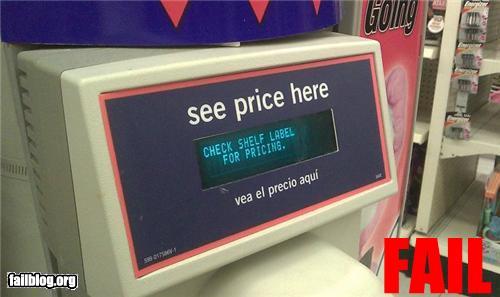 Going
see price here
CHECK SHELF LABEL
FOR PRICING.
vea el precio aquí
failblog.org
FAIL